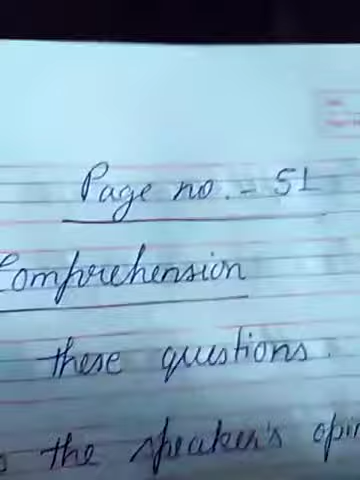 Page no. - 51
Comprehension
these questions.
the speaker's